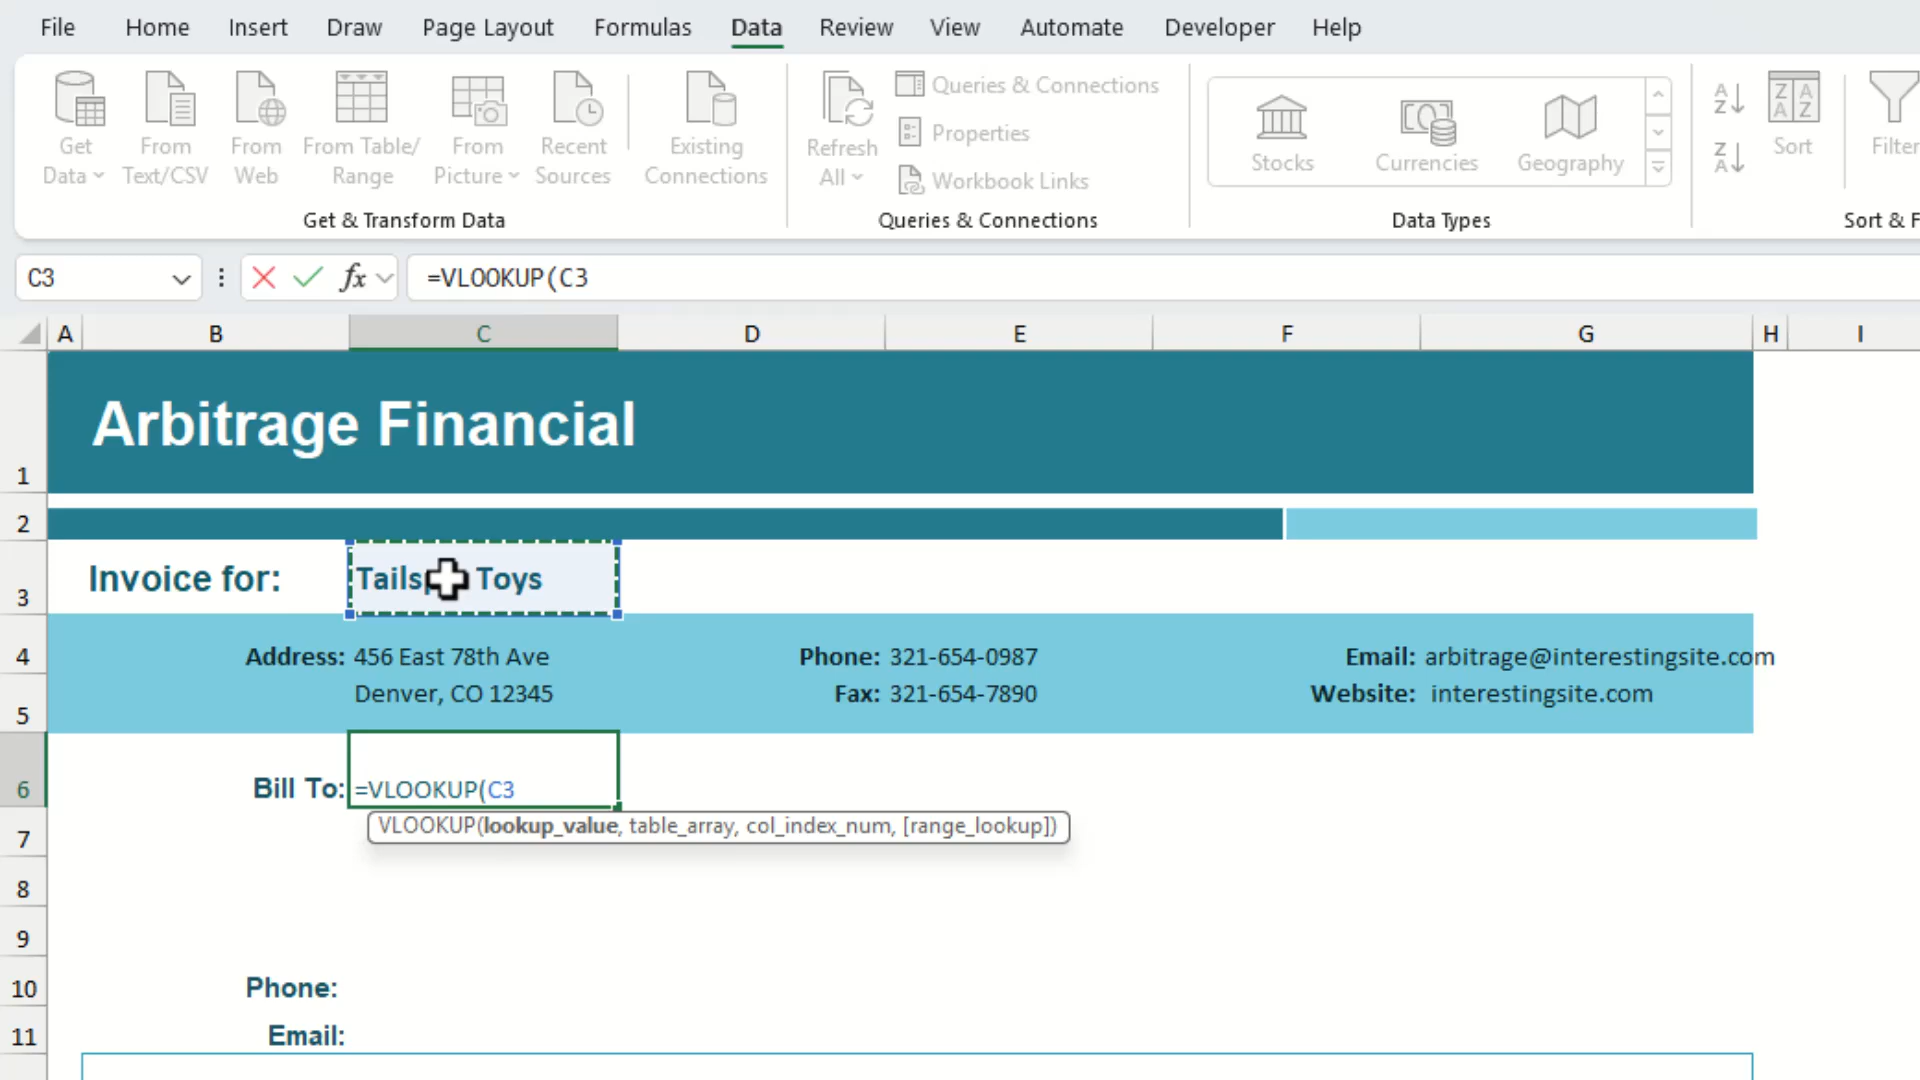 File Home Insert Draw Page Layout Formulas Data Review View Automate Developer Help
Get Data
From Text/CSV
From Web
From Table/ Range
From Picture
Recent Sources
Existing Connections
Get & Transform Data
Refresh All
Queries & Connections
Properties
Workbook Links
Queries & Connections
Stocks
Currencies
Geography
Data Types
A Z
Z A
Z A A Z
Sort
Filter
Sort & F
C3
fx
=VLOOKUP(C3
A B C D E F G H I
1 Arbitrage Financial
2
3 Invoice for: Toys
4 Address: 456 East 78th Ave Phone: 321-654-0987 Email: arbitrage@interestingsite.com
5 Denver, CO 12345 Fax: 321-654-7890 Website: interestingsite.com
6 Bill To: =VLOOKUP(C3
VLOOKUP(lookup_value, table_array, col_index_num, [range_lookup])
7
8
9
10 Phone:
11 Email: